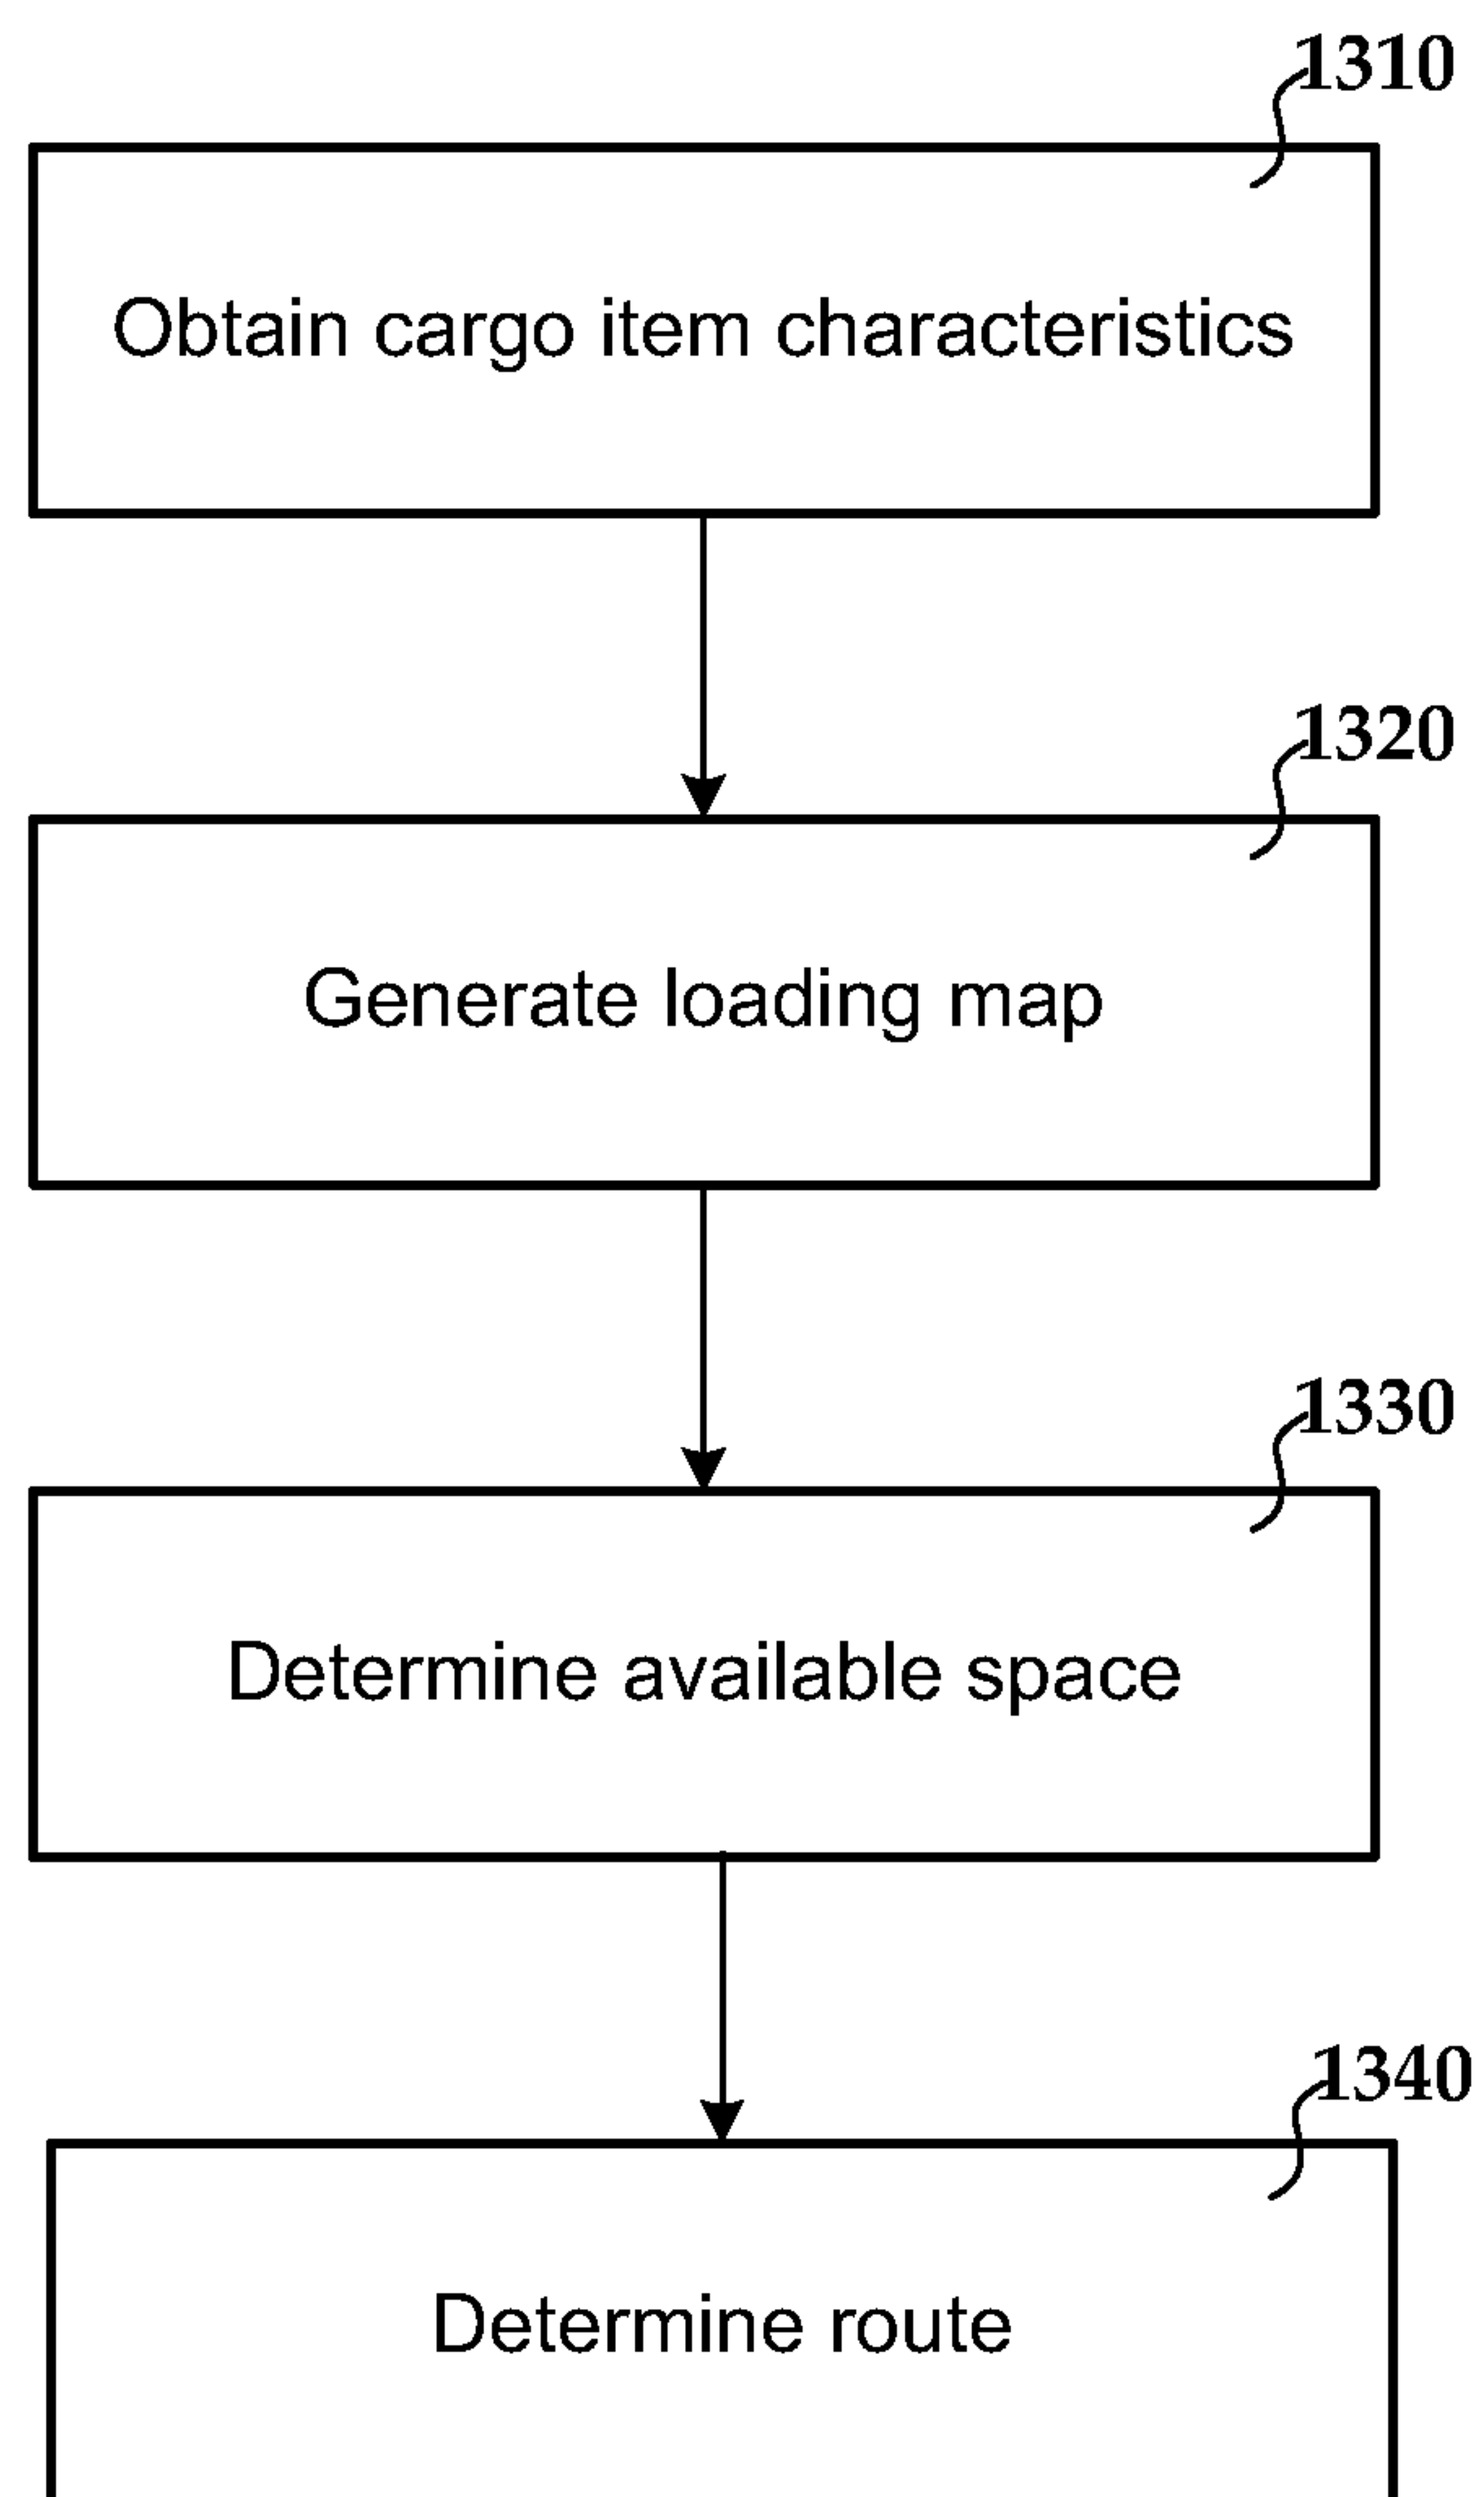 1310
Obtain cargo item characteristics
1320
Generate loading map
1330
Determine available space
1340
Determine route